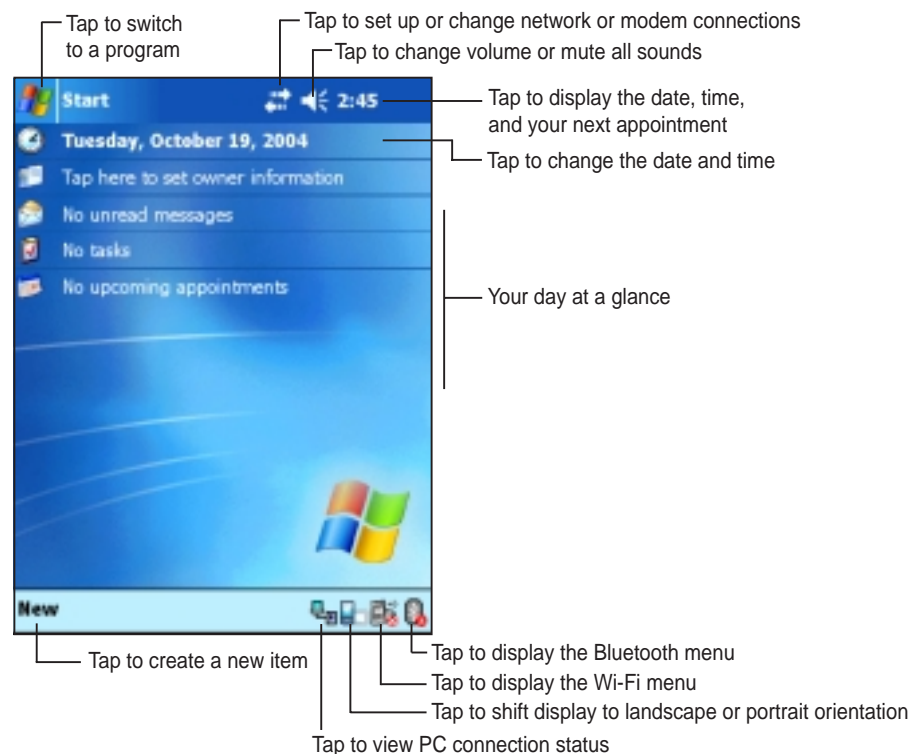 Tap to switch
to a program
Tap to set up or change network or modem connections
Tap to change volume or mute all sounds
Start
2:45
Tap to display the date, time,
and your next appointment
Tuesday, October 19, 2004
Tap to change the date and time
Tap here to set owner information
No unread messages
No tasks
No upcoming appointments
Your day at a glance
New
Tap to create a new item
Tap to display the Bluetooth menu
Tap to display the Wi-Fi menu
Tap to shift display to landscape or portrait orientation
Tap to view PC connection status